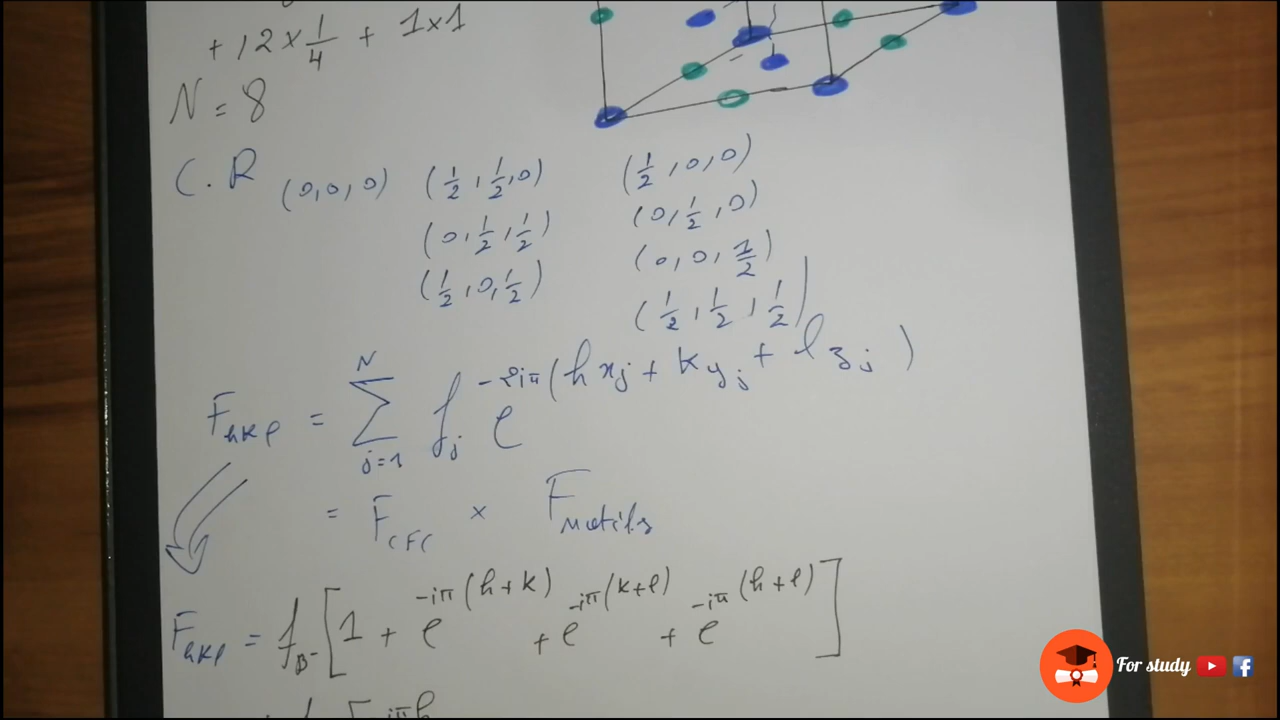 + 12 × 1/4 + 1×1
N = 8
C.R (0,0,0) (1/2,1/2,0) (1/2,0,0)
(0,1/2,1/2) (0,1/2,0)
(1/2,0,1/2) (0,0,1/2)
(1/2,1/2,1/2)
F_hkl = Σ_{j=1}^{N} f_j e^{-2iπ(hx_j + ky_j + lz_j)}
= F_CFC × F_motifs
F_hkl = f_B- [1 + e^{-iπ(h+k)} + e^{-iπ(k+l)} + e^{-iπ(h+l)}]
For study